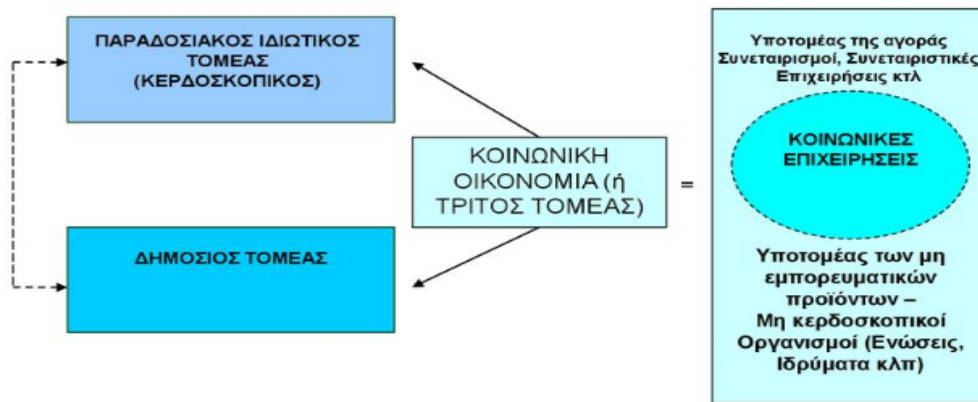 ΠΑΡΑΔΟΣΙΑΚΟΣ ΙΔΙΩΤΙΚΟΣ
ΤΟΜΕΑΣ
(ΚΕΡΔΟΣΚΟΠΙΚΟΣ)
ΔΗΜΟΣΙΟΣ ΤΟΜΕΑΣ
ΚΟΙΝΩΝΙΚΗ
ΟΙΚΟΝΟΜΙΑ (ή
ΤΡΙΤΟΣ ΤΟΜΕΑΣ)
=
Υποτομέας της αγοράς
Συνεταιρισμοί, Συνεταιριστικές
Επιχειρήσεις κτλ
ΚΟΙΝΩΝΙΚΕΣ
ΕΠΙΧΕΙΡΗΣΕΙΣ
Υποτομέας των μη
εμπορευματικών
προϊόντων –
Μη κερδοσκοπικοί
Οργανισμοί (Ενώσεις,
Ιδρύματα κλπ)